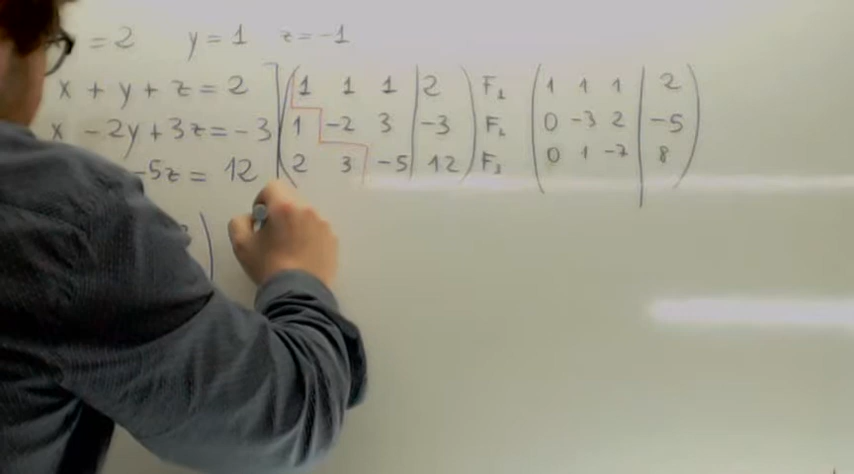 = 2 y = 1 z = -1
x + y + z = 2 | ( 1 1 1 | 2 ) F₁ ( 1 1 1 | 2 )
x - 2y + 3z = -3 | ( 1 -2 3 | -3 ) F₂ ( 0 -3 2 | -5 )
-5z = 12 | ( 2 3 -5 | 12 ) F₃ ( 0 1 -7 | 8 )